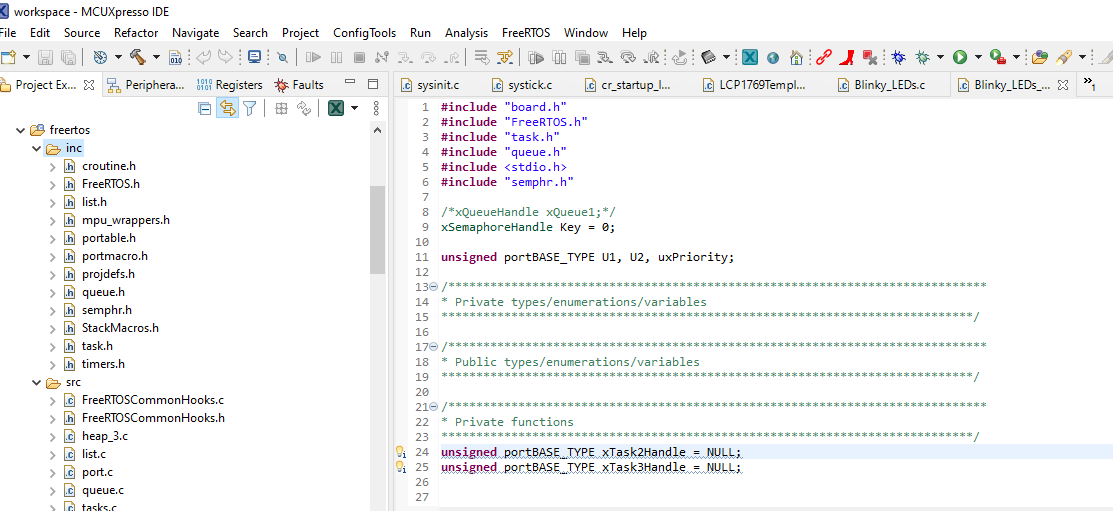 workspace - MCUXpresso IDE
File Edit Source Refactor Navigate Search Project ConfigTools Run Analysis FreeRTOS Window Help
Project Ex... Periphera... Registers Faults
sysinit.c systick.c cr_startup_l... LCP1769Templ... Blinky_LEDs.c Blinky_LEDs_... »1
freertos
inc
croutine.h
FreeRTOS.h
list.h
mpu_wrappers.h
portable.h
portmacro.h
projdefs.h
queue.h
semphr.h
StackMacros.h
task.h
timers.h
src
FreeRTOSCommonHooks.c
FreeRTOSCommonHooks.h
heap_3.c
list.c
port.c
queue.c
tasks.c
1 #include "board.h"
2 #include "FreeRTOS.h"
3 #include "task.h"
4 #include "queue.h"
5 #include <stdio.h>
6 #include "semphr.h"
7
8 /*xQueueHandle xQueue1;*/
9 xSemaphoreHandle Key = 0;
10
11 unsigned portBASE_TYPE U1, U2, uxPriority;
12
13 /*****************************************************************************
14 * Private types/enumerations/variables
15 ****************************************************************************/
16
17 /*****************************************************************************
18 * Public types/enumerations/variables
19 ****************************************************************************/
20
21 /*****************************************************************************
22 * Private functions
23 ****************************************************************************/
24 unsigned portBASE_TYPE xTask2Handle = NULL;
25 unsigned portBASE_TYPE xTask3Handle = NULL;
26
27